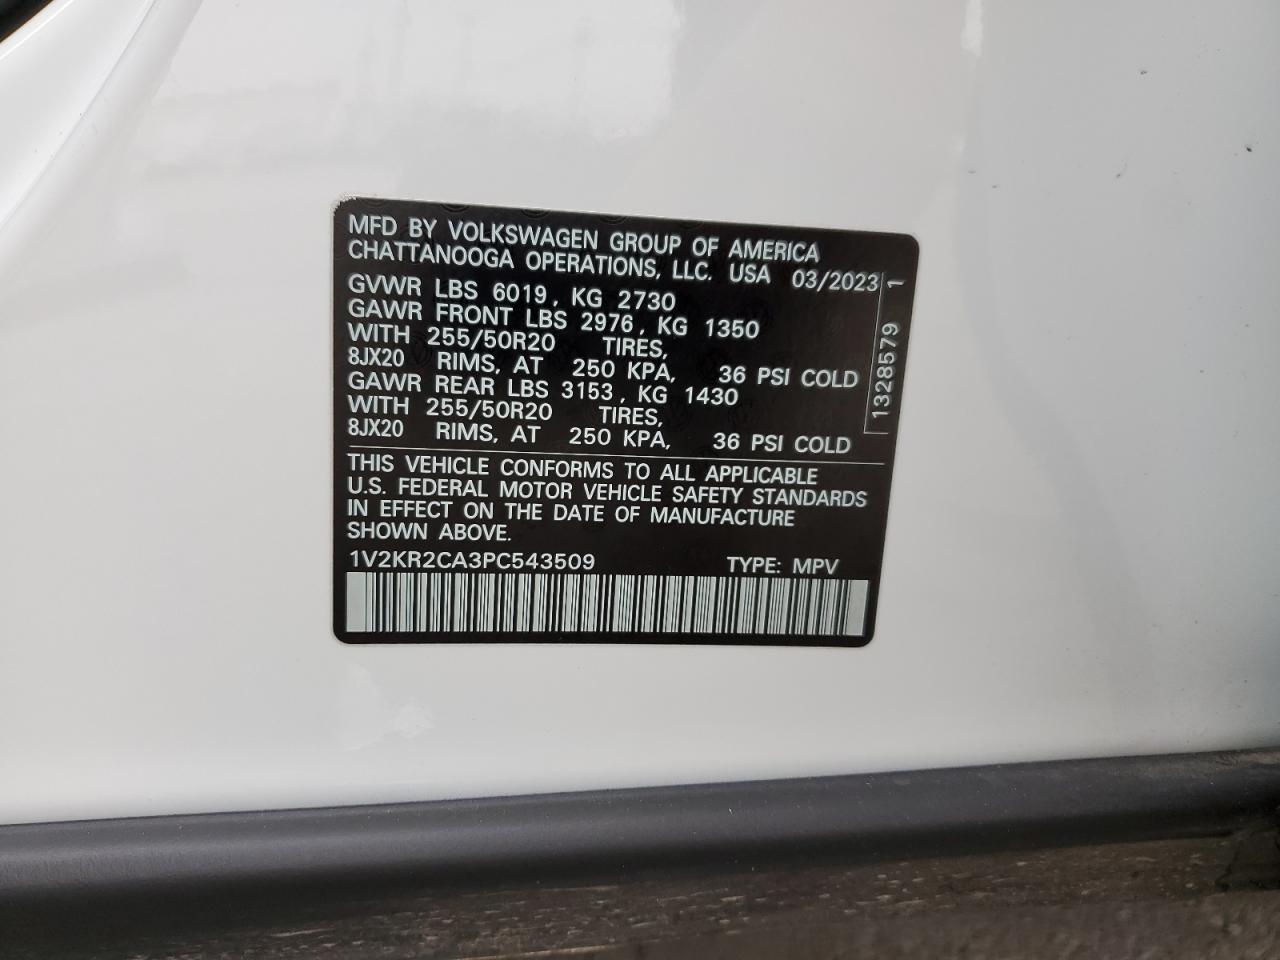 MFD BY VOLKSWAGEN GROUP OF AMERICA
CHATTANOOGA OPERATIONS, LLC. USA 03/2023
GVWR LBS 6019, KG 2730
GAWR FRONT LBS 2976, KG 1350
WITH 255/50R20 TIRES,
8JX20 RIMS, AT 250 KPA, 36 PSI COLD
GAWR REAR LBS 3153, KG 1430
WITH 255/50R20 TIRES,
8JX20 RIMS, AT 250 KPA, 36 PSI COLD
1328579 1
THIS VEHICLE CONFORMS TO ALL APPLICABLE
U.S. FEDERAL MOTOR VEHICLE SAFETY STANDARDS
IN EFFECT ON THE DATE OF MANUFACTURE
SHOWN ABOVE.
1V2KR2CA3PC543509 TYPE: MPV